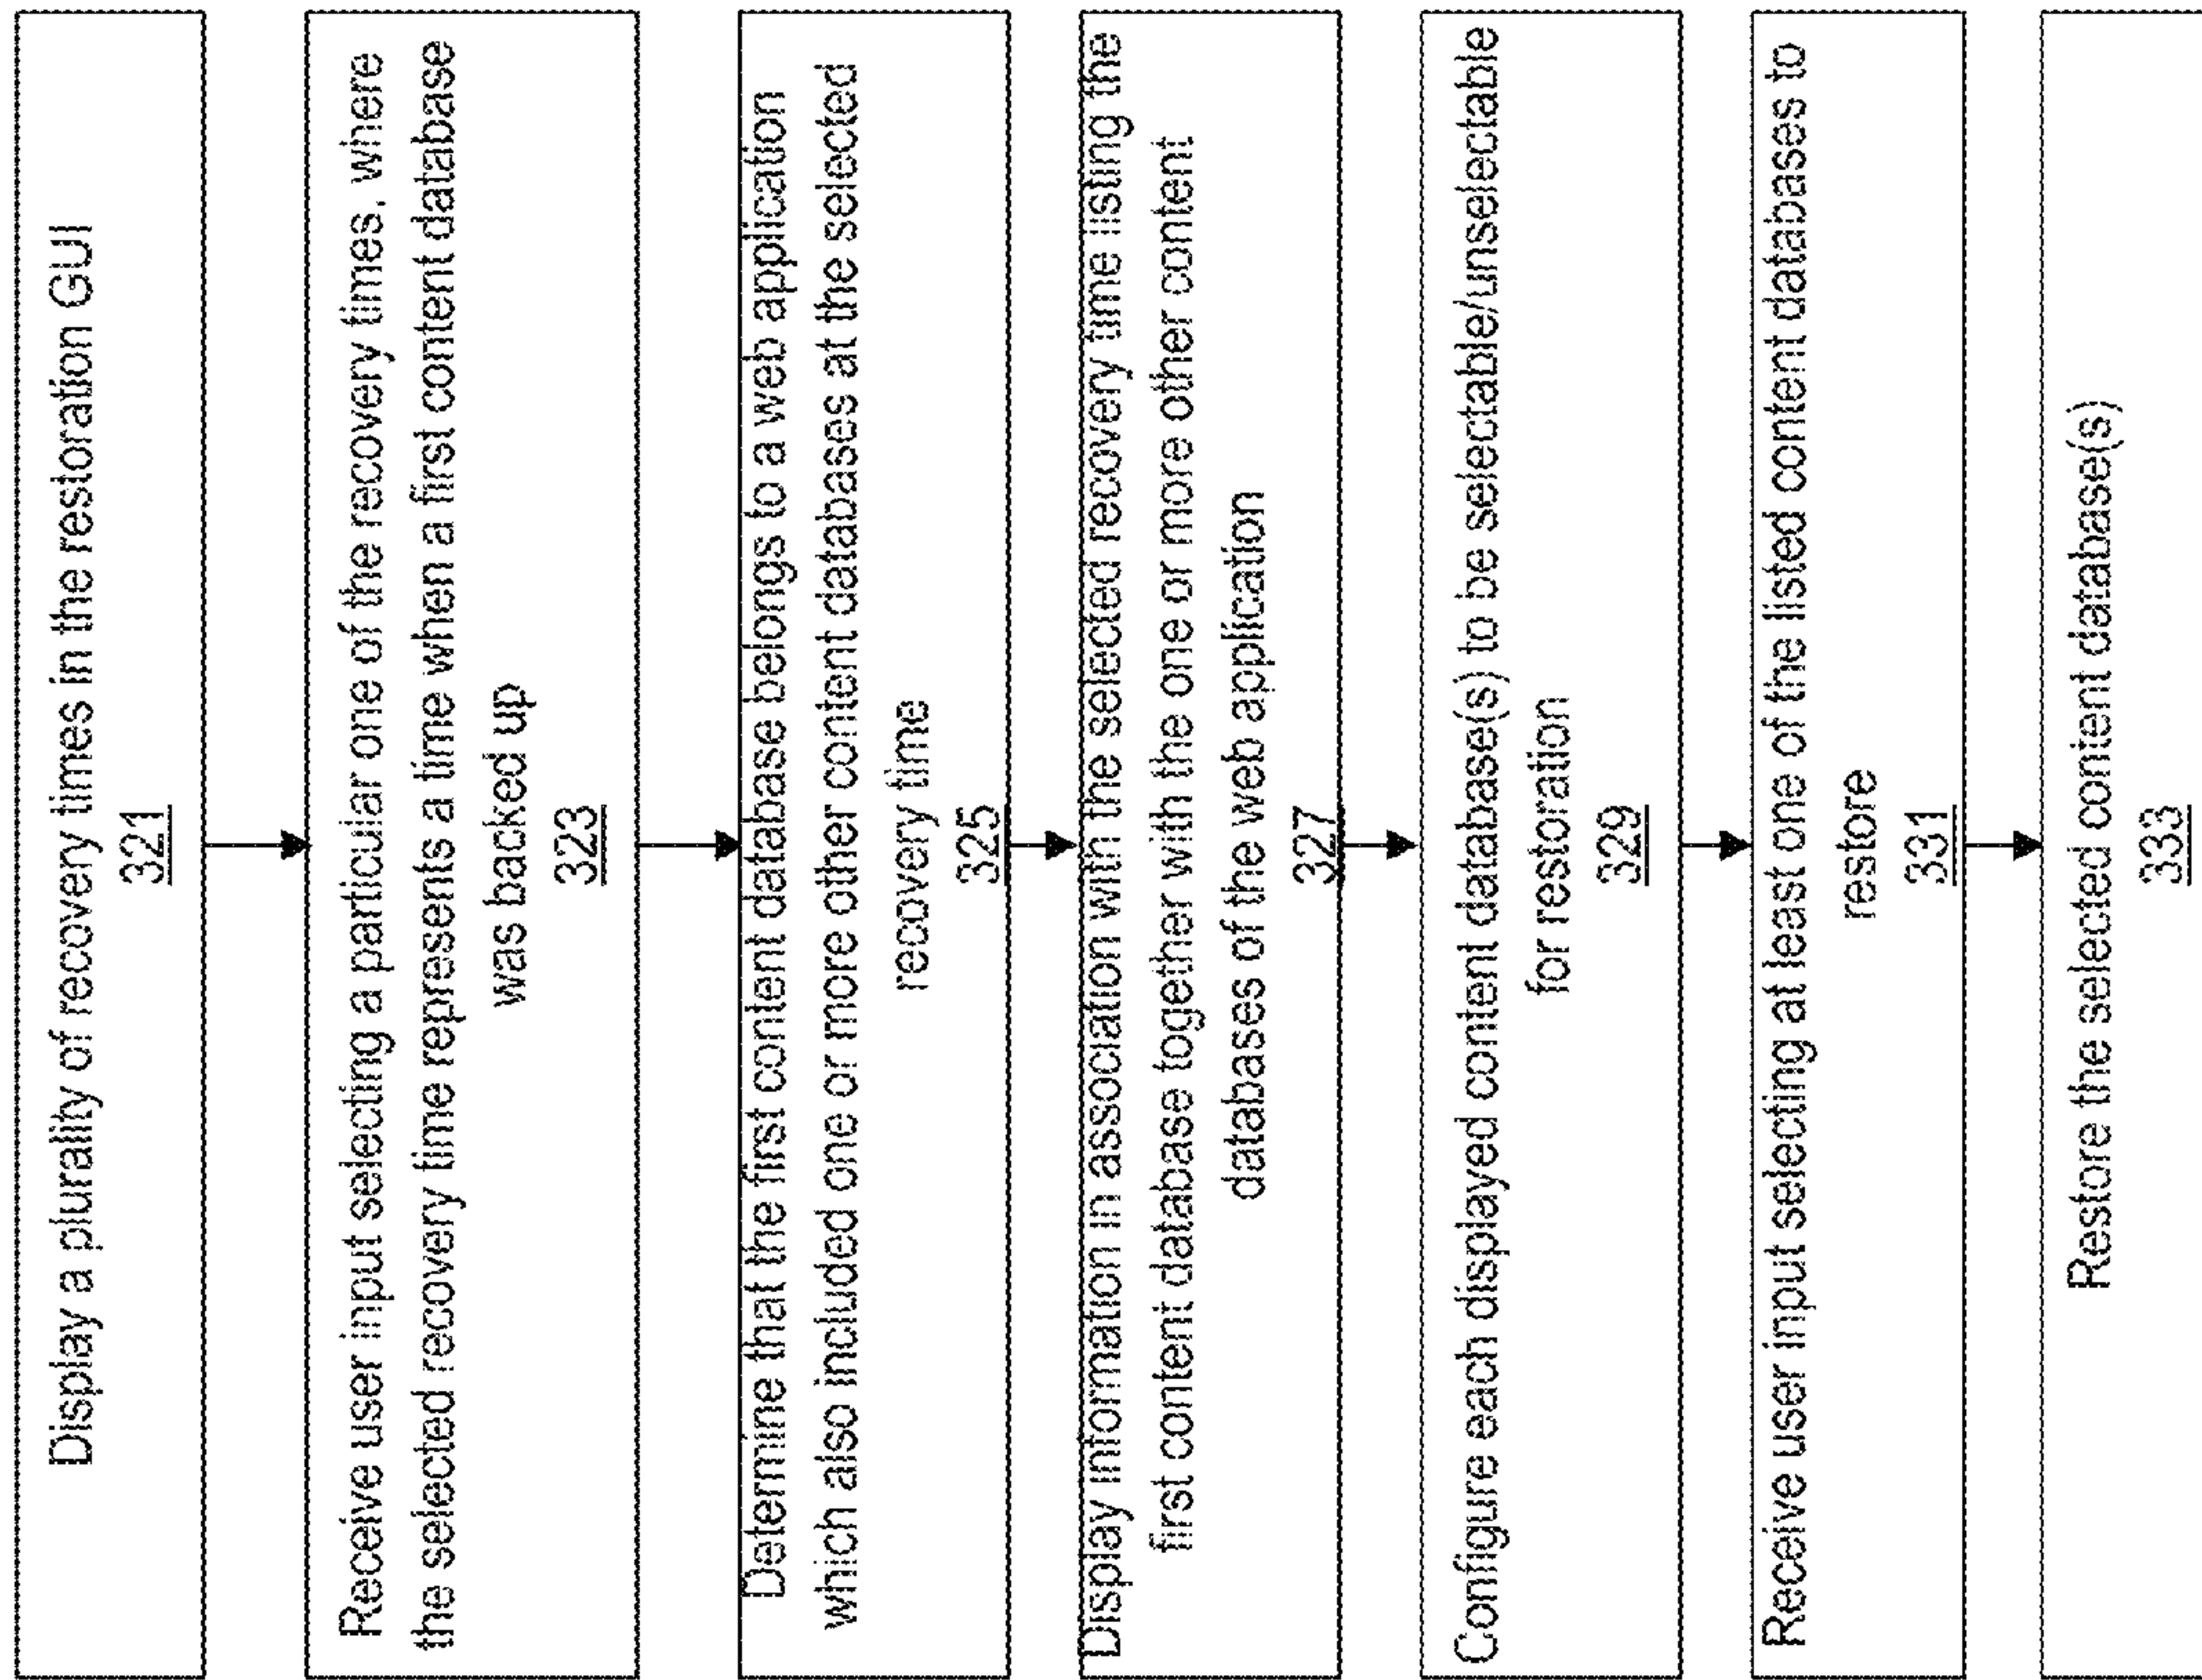 Display a plurality of recovery times in the restoration GUI
321
Receive user input selecting a particular one of the recovery times, where
the selected recovery time represents a time when a first content database
was backed up
323
Determine that the first content database belongs to a web application
which also included one or more other content databases at the selected
recovery time
325
Display information in association with the selected recovery time listing the
first content database together with the one or more other content
databases of the web application
327
Configure each displayed content database(s) to be selectable/unselectable
for restoration
329
Receive user input selecting at least one of the listed content databases to
restore
331
Restore the selected content database(s)
333